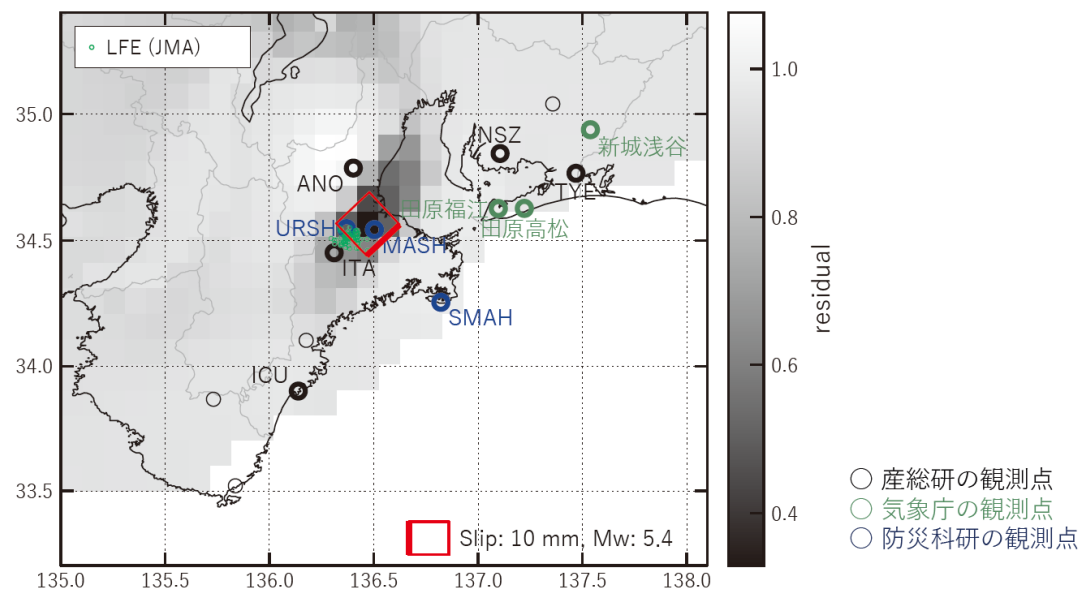 LFE (JMA)
35.0
34.5
34.0
33.5
NSZ
新城浅谷
ANO
TYE
田原福江
田原高松
URSH
MASH
ITA
SMAH
ICU
Slip: 10 mm, Mw: 5.4
135.0 135.5 136.0 136.5 137.0 137.5 138.0
1.0
0.8
0.6
0.4
residual
産総研の観測点
気象庁の観測点
防災科研の観測点